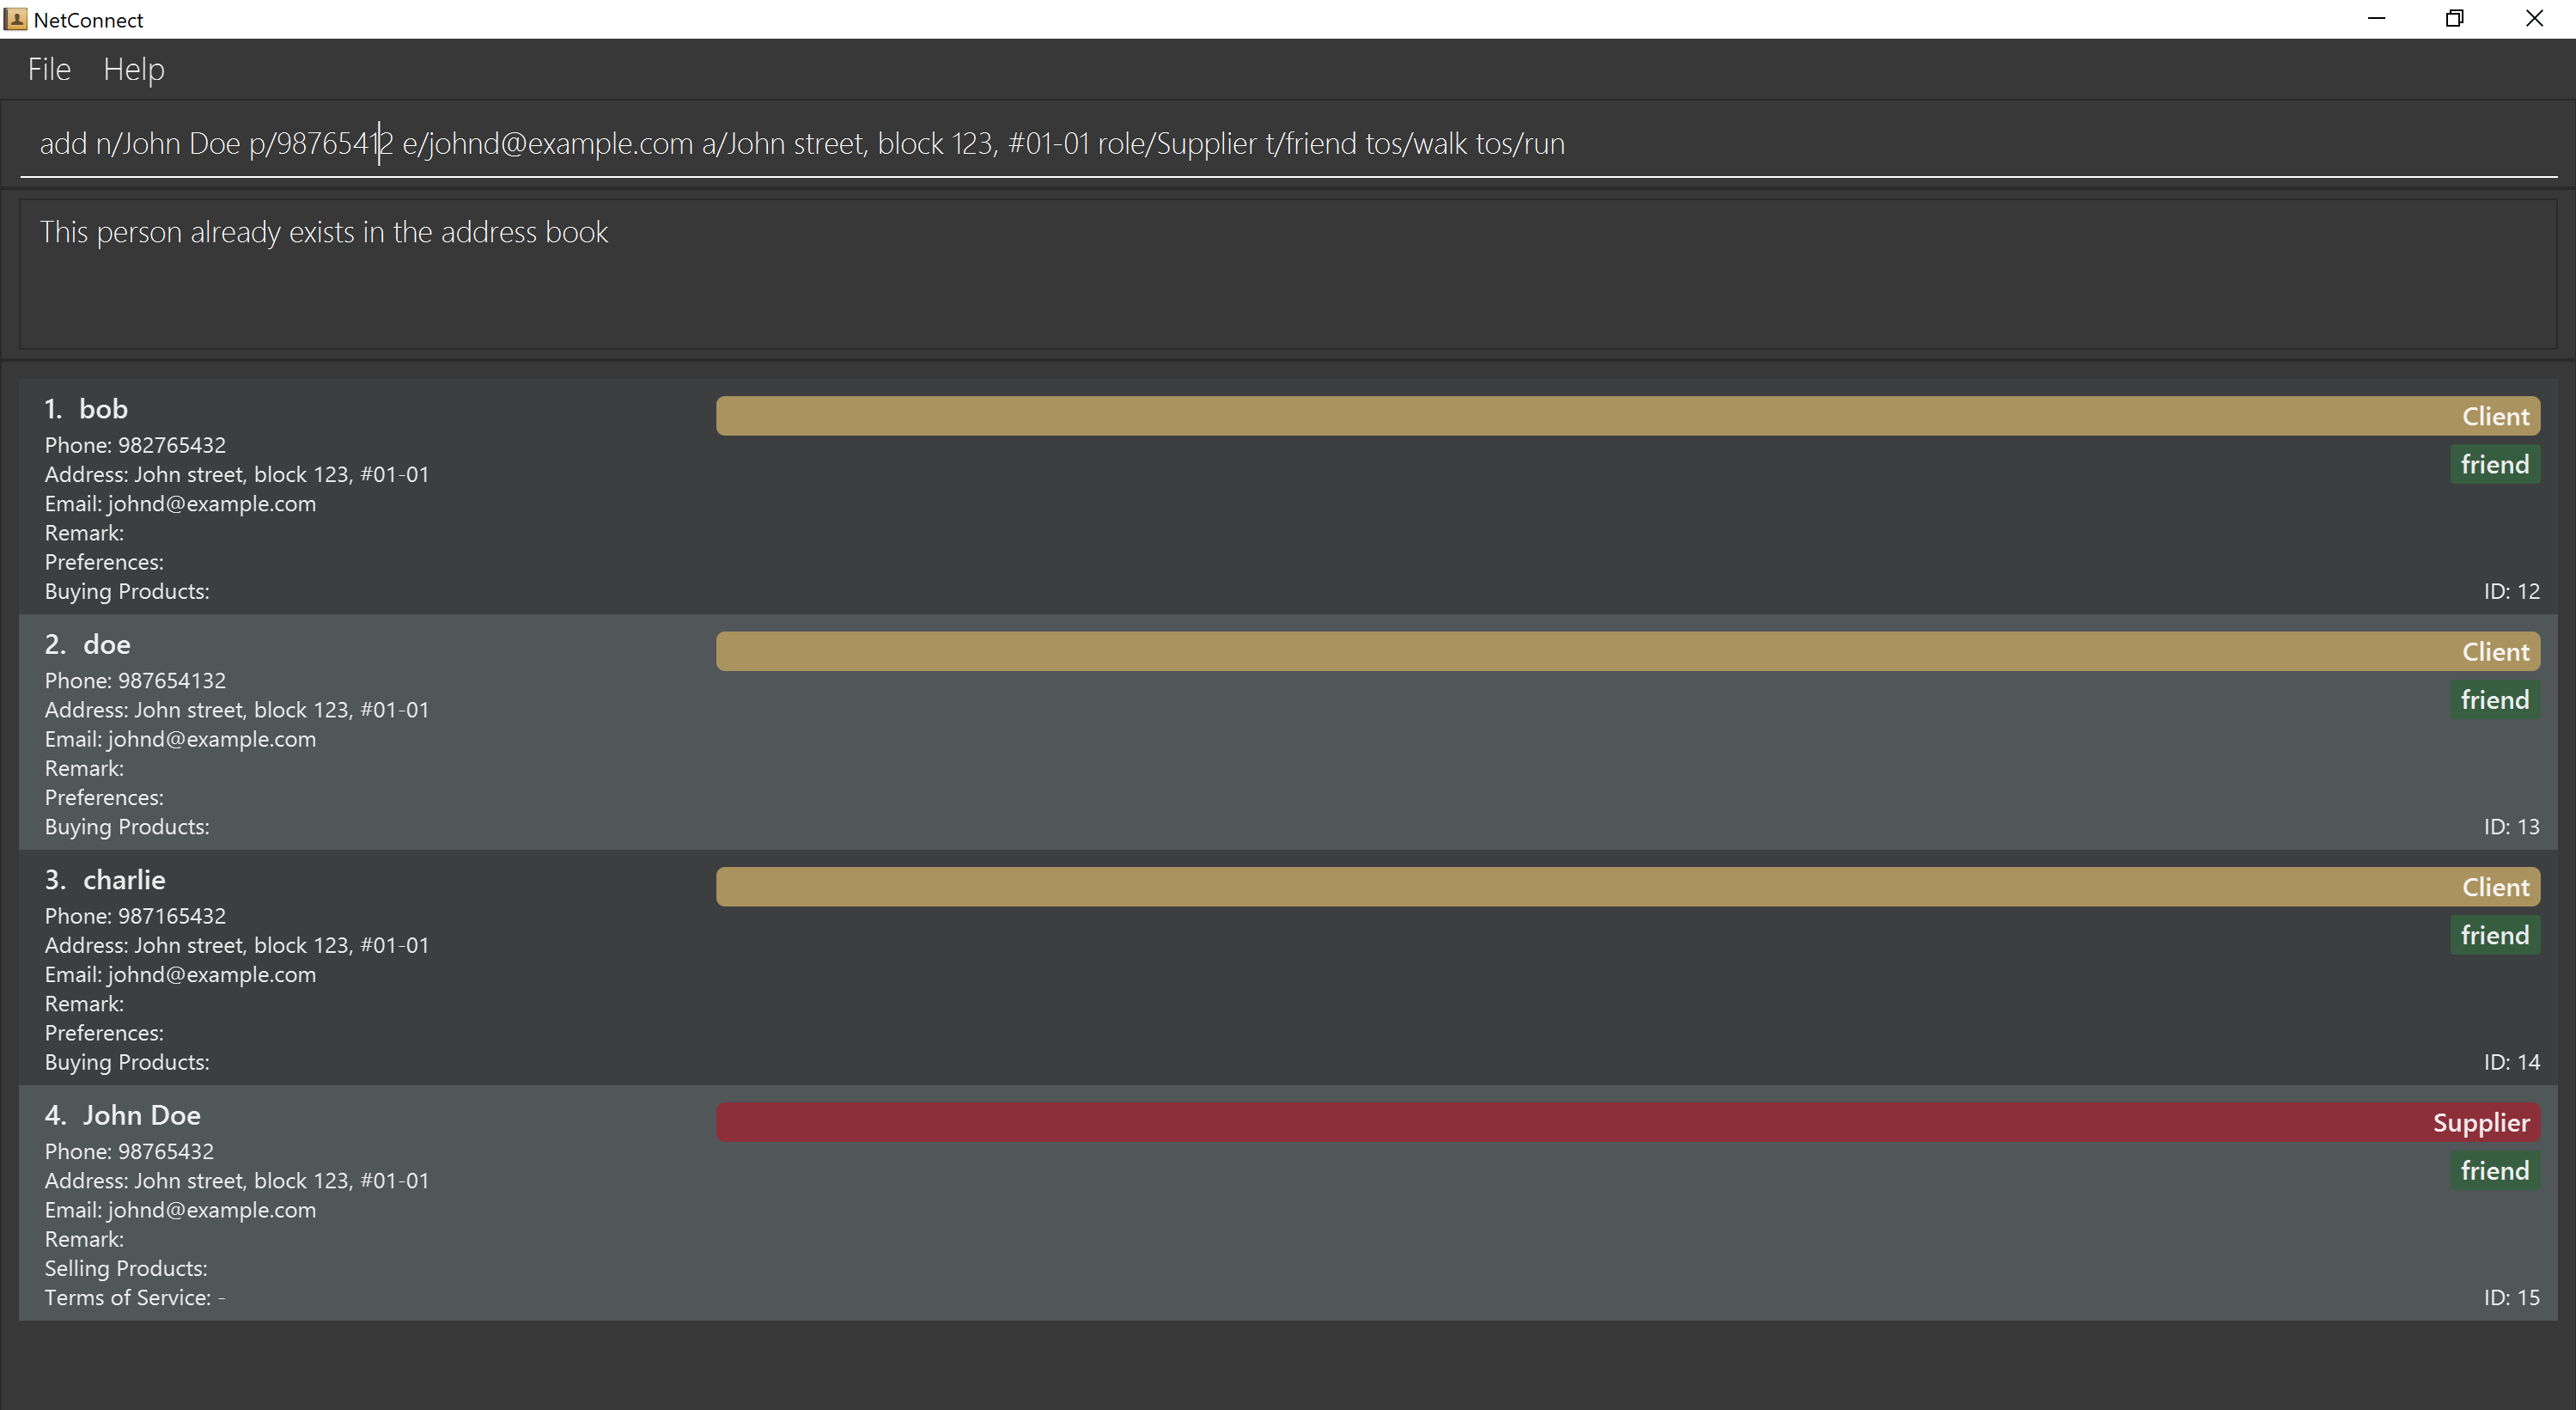 NetConnect
File Help
add n/John Doe p/98765412 e/johnd@example.com a/John street, block 123, #01-01 role/Supplier t/friend tos/walk tos/run
This person already exists in the address book
1. bob
Client
Phone: 982765432
friend
Address: John street, block 123, #01-01
Email: johnd@example.com
Remark:
Preferences:
Buying Products:
ID: 12
2. doe
Client
Phone: 987654132
friend
Address: John street, block 123, #01-01
Email: johnd@example.com
Remark:
Preferences:
Buying Products:
ID: 13
3. charlie
Client
Phone: 987165432
friend
Address: John street, block 123, #01-01
Email: johnd@example.com
Remark:
Preferences:
Buying Products:
ID: 14
4. John Doe
Supplier
Phone: 98765432
friend
Address: John street, block 123, #01-01
Email: johnd@example.com
Remark:
Selling Products:
Terms of Service: -
ID: 15